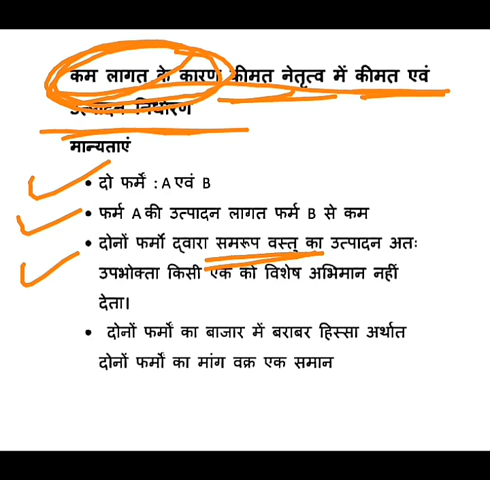 कम लागत के कारण कीमत नेतृत्व में कीमत एवं
उत्पादन निर्धारण
मान्यताएं
• दो फर्में : A एवं B
• फर्म A की उत्पादन लागत फर्म B से कम
• दोनों फर्मो द्वारा समरूप वस्तु का उत्पादन अतः
उपभोक्ता किसी एक को विशेष अभिमान नहीं
देता।
• दोनों फर्मों का बाजार में बराबर हिस्सा अर्थात
दोनों फर्मों का मांग वक्र एक समान